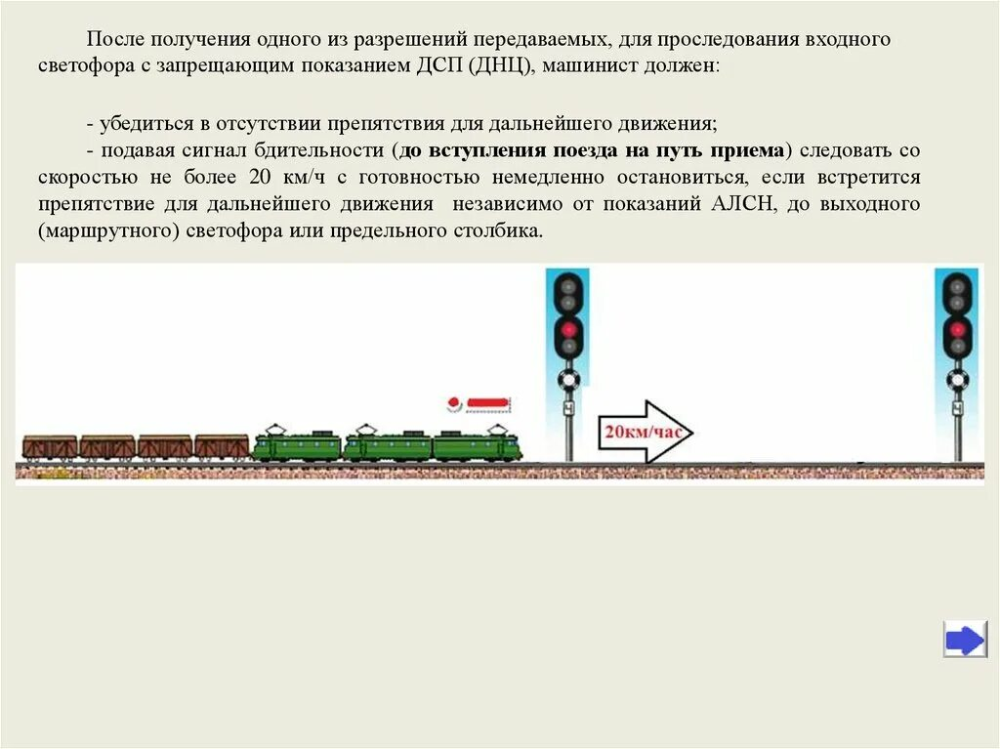 После получения одного из разрешений передаваемых, для проследования входного
светофора с запрещающим показанием ДСП (ДНЦ), машинист должен:
- убедиться в отсутствии препятствия для дальнейшего движения;
- подавая сигнал бдительности (до вступления поезда на путь приема) следовать со
скоростью не более 20 км/ч с готовностью немедленно остановиться, если встретится
препятствие для дальнейшего движения независимо от показаний АЛСН, до выходного
(маршрутного) светофора или предельного столбика.
Ч
Ч
20км/час